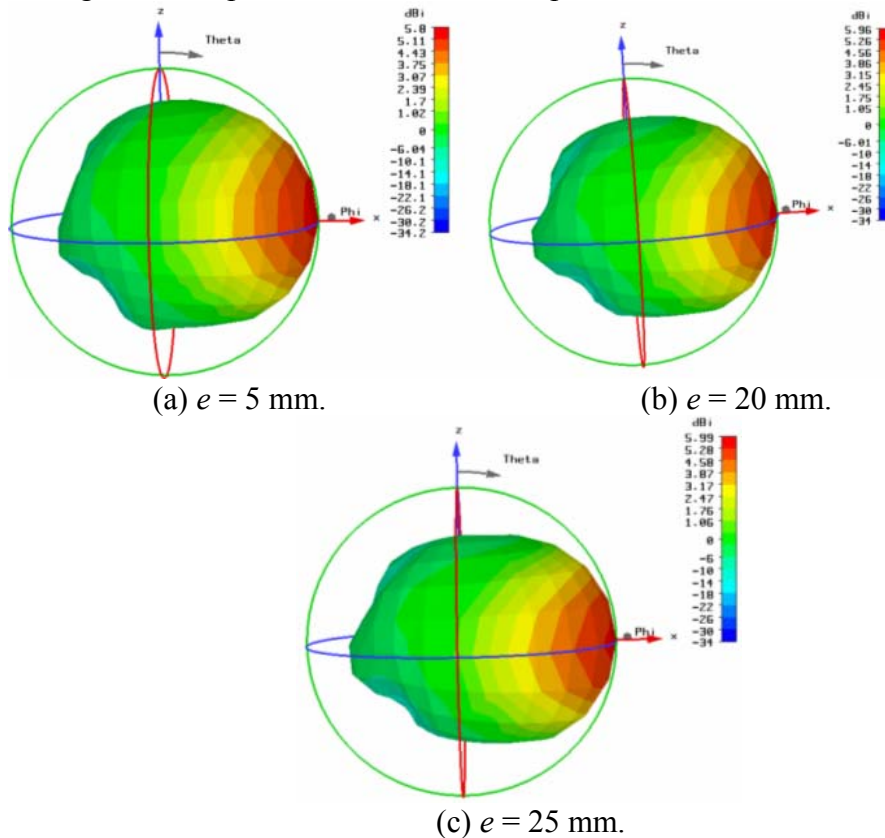 z
Theta
Phi
x
dBi
5.8
5.11
4.43
3.75
3.07
2.39
1.7
1.02
0
-6.04
-10.1
-14.1
-18.1
-22.1
-26.2
-30.2
-34.2
z
Theta
Phi
x
dBi
5.96
5.26
4.56
3.86
3.15
2.45
1.75
1.05
0
-6.01
-10
-14
-18
-22
-26
-30
-34
(a) e = 5 mm.
(b) e = 20 mm.
z
Theta
Phi
x
dBi
5.99
5.28
4.58
3.87
3.17
2.47
1.76
1.06
0
-6
-10
-14
-18
-22
-26
-30
-34
(c) e = 25 mm.